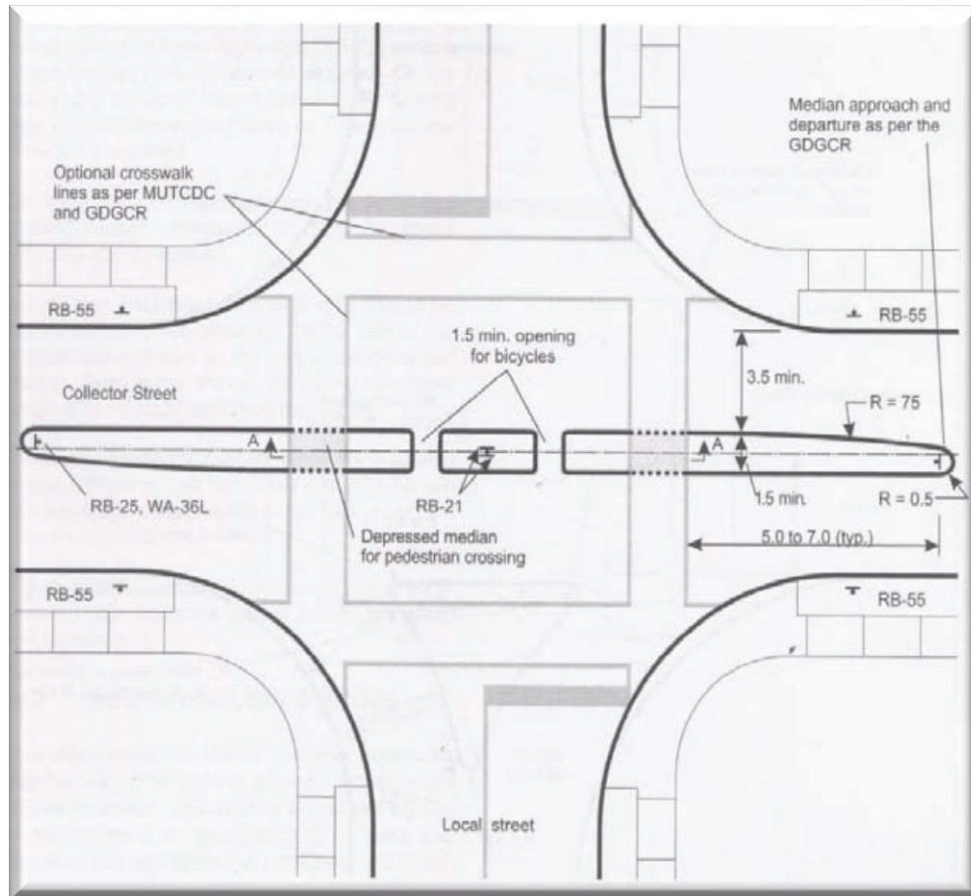 Median approach and
departure as per the
GDGCR
Optional crosswalk
lines as per MUTCDC
and GDGCR
RB-55
RB-55
1.5 min. opening
for bicycles
3.5 min.
Collector Street
R = 75
A
A
RB-25, WA-36L
RB-21
1.5 min.
R = 0.5
Depressed median
for pedestrian crossing
5.0 to 7.0 (typ.)
RB-55
RB-55
Local street